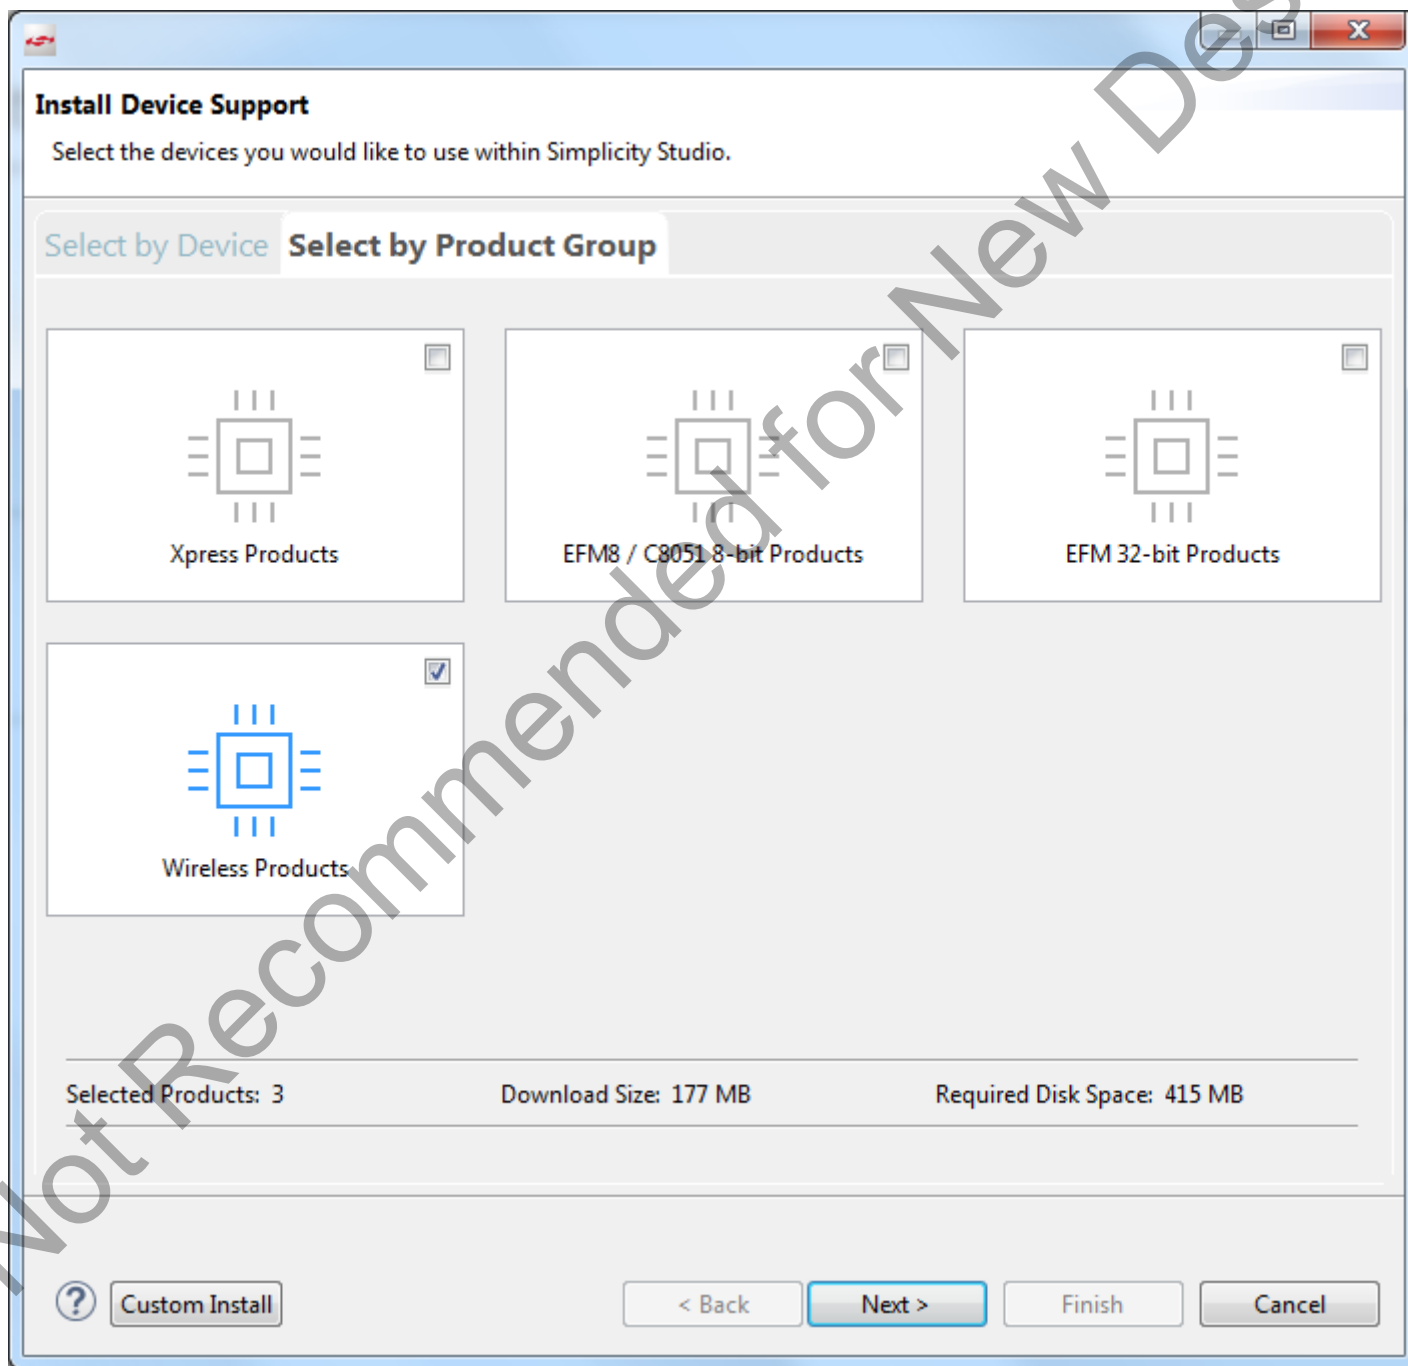 Install Device Support
Select the devices you would like to use within Simplicity Studio.
Select by Device Select by Product Group
Xpress Products
EFM8 / C8051 8-bit Products
EFM 32-bit Products
Wireless Products
Selected Products: 3 Download Size: 177 MB Required Disk Space: 415 MB
? Custom Install < Back Next > Finish Cancel
Not Recommended for New Des